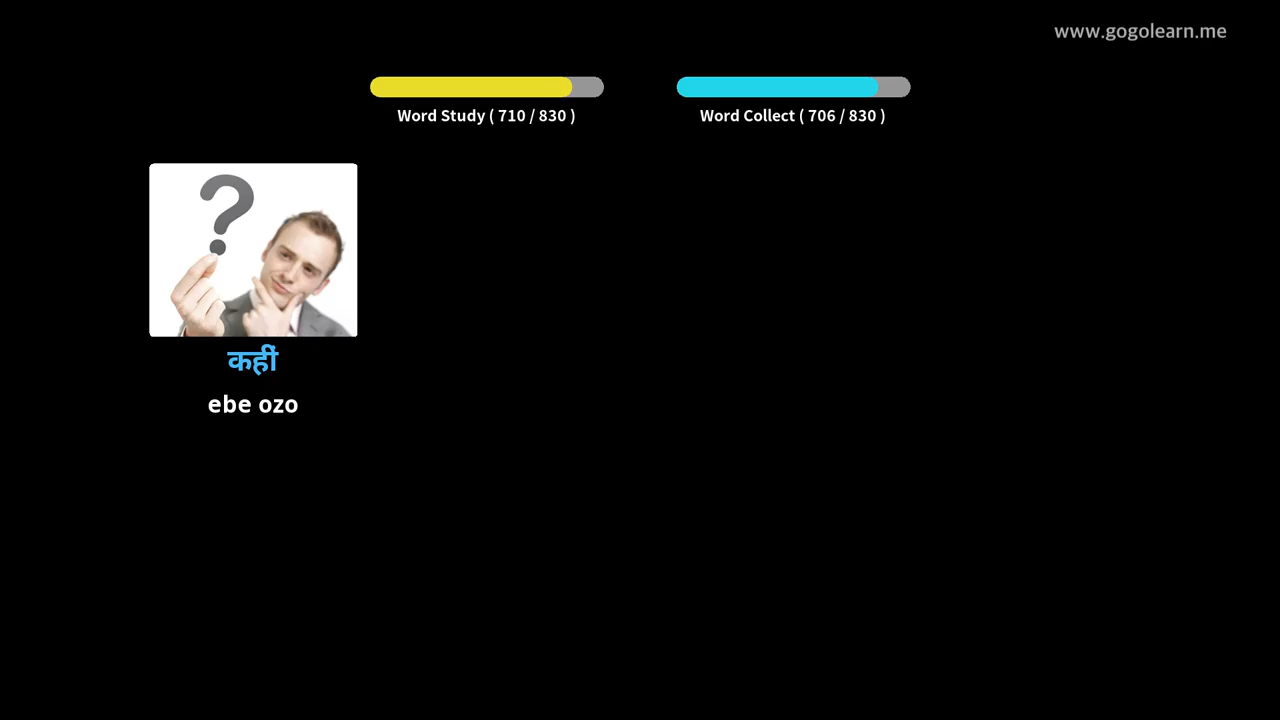 www.gogolearn.me
Word Study ( 710 / 830 )
Word Collect ( 706 / 830 )
?
कहीं
ebe ozo